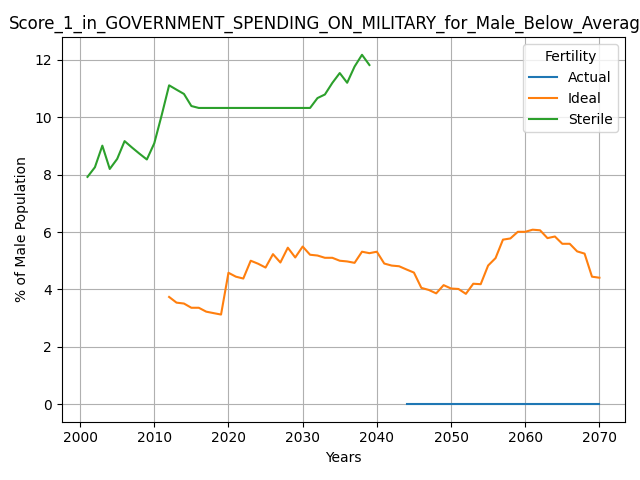 Score_1_in_GOVERNMENT_SPENDING_ON_MILITARY_for_Male_Below_Averag
Fertility
Actual
Ideal
Sterile
% of Male Population
12
10
8
6
4
2
0
2000 2010 2020 2030 2040 2050 2060 2070
Years